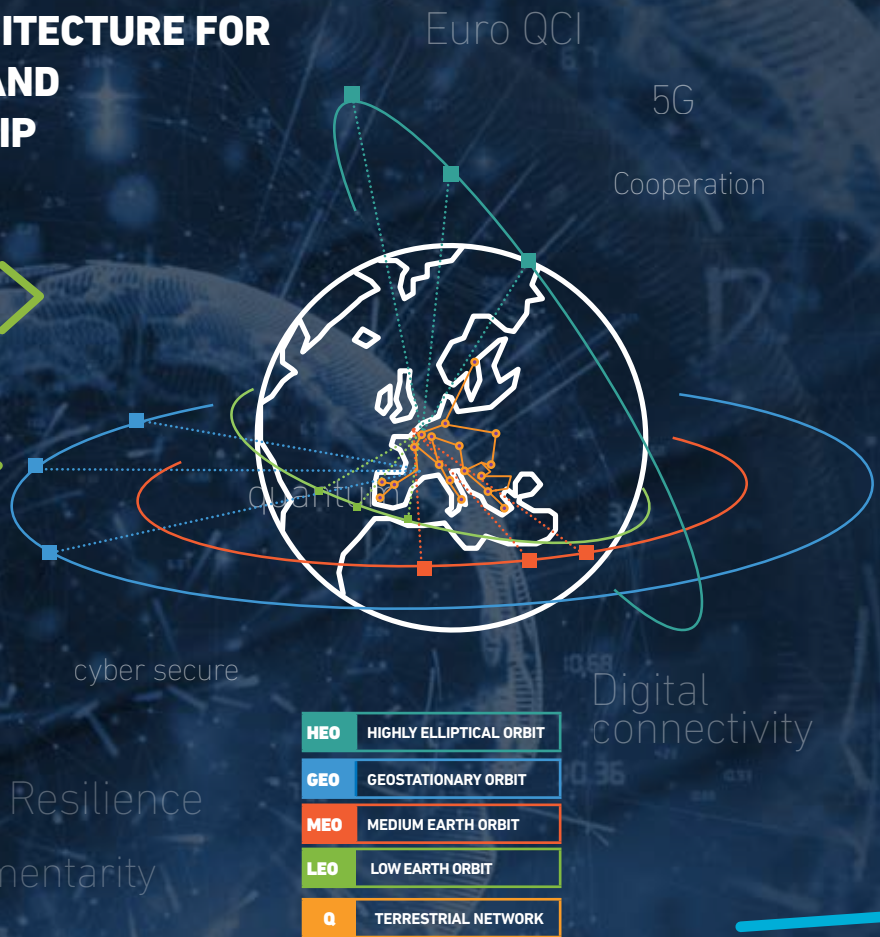 ITECTURE FOR
AND
IP
Euro QCI
5G
Cooperation
quantum
cyber secure
Digital
connectivity
Resilience
mentarity
HEO HIGHLY ELLIPTICAL ORBIT
GEO GEOSTATIONARY ORBIT
MEO MEDIUM EARTH ORBIT
LEO LOW EARTH ORBIT
Q TERRESTRIAL NETWORK